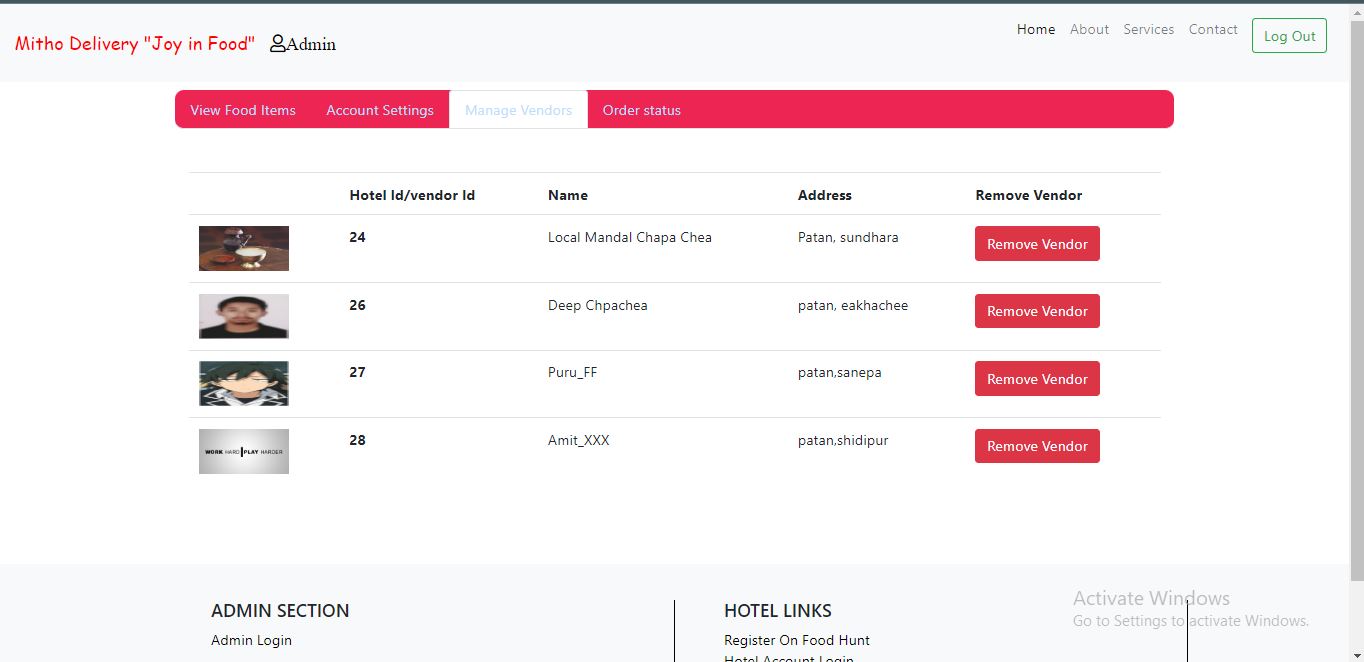 Mitho Delivery "Joy in Food" Admin
Home About Services Contact Log Out
View Food Items Account Settings Manage Vendors Order status
Hotel Id/vendor Id Name Address Remove Vendor
24 Local Mandal Chapa Chea Patan, sundhara Remove Vendor
26 Deep Chpachea patan, eakhachee Remove Vendor
27 Puru_FF patan,sanepa Remove Vendor
WORK HARD PLAY HARDER 28 Amit_XXX patan,shidipur Remove Vendor
ADMIN SECTION HOTEL LINKS
Admin Login Register On Food Hunt
Hotel Account Login
Activate Windows
Go to Settings to activate Windows.